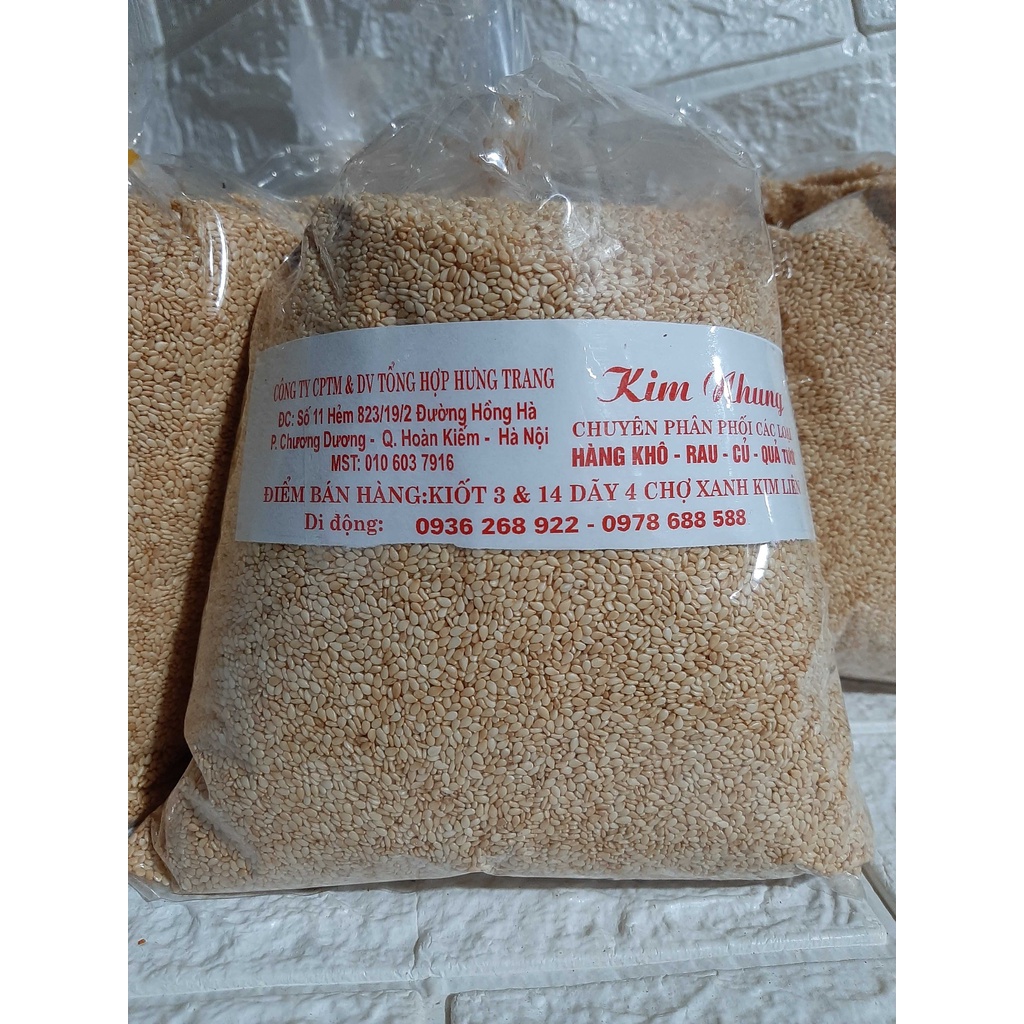 CÔNG TY CPTM & DV TỔNG HỢP HƯNG TRANG
ĐC: Số 11 Hẻm 823/19/2 Đường Hồng Hà
P. Chương Dương - Q. Hoàn Kiếm - Hà Nội
MST: 010 603 7916
Kim Nhung
CHUYÊN PHÂN PHỐI CÁC LOẠI
HÀNG KHÔ - RAU - CỦ - QUẢ TƯƠI
ĐIỂM BÁN HÀNG:KIỐT 3 & 14 DÃY 4 CHỢ XANH KIM LIÊN
Di động: 0936 268 922 - 0978 688 588